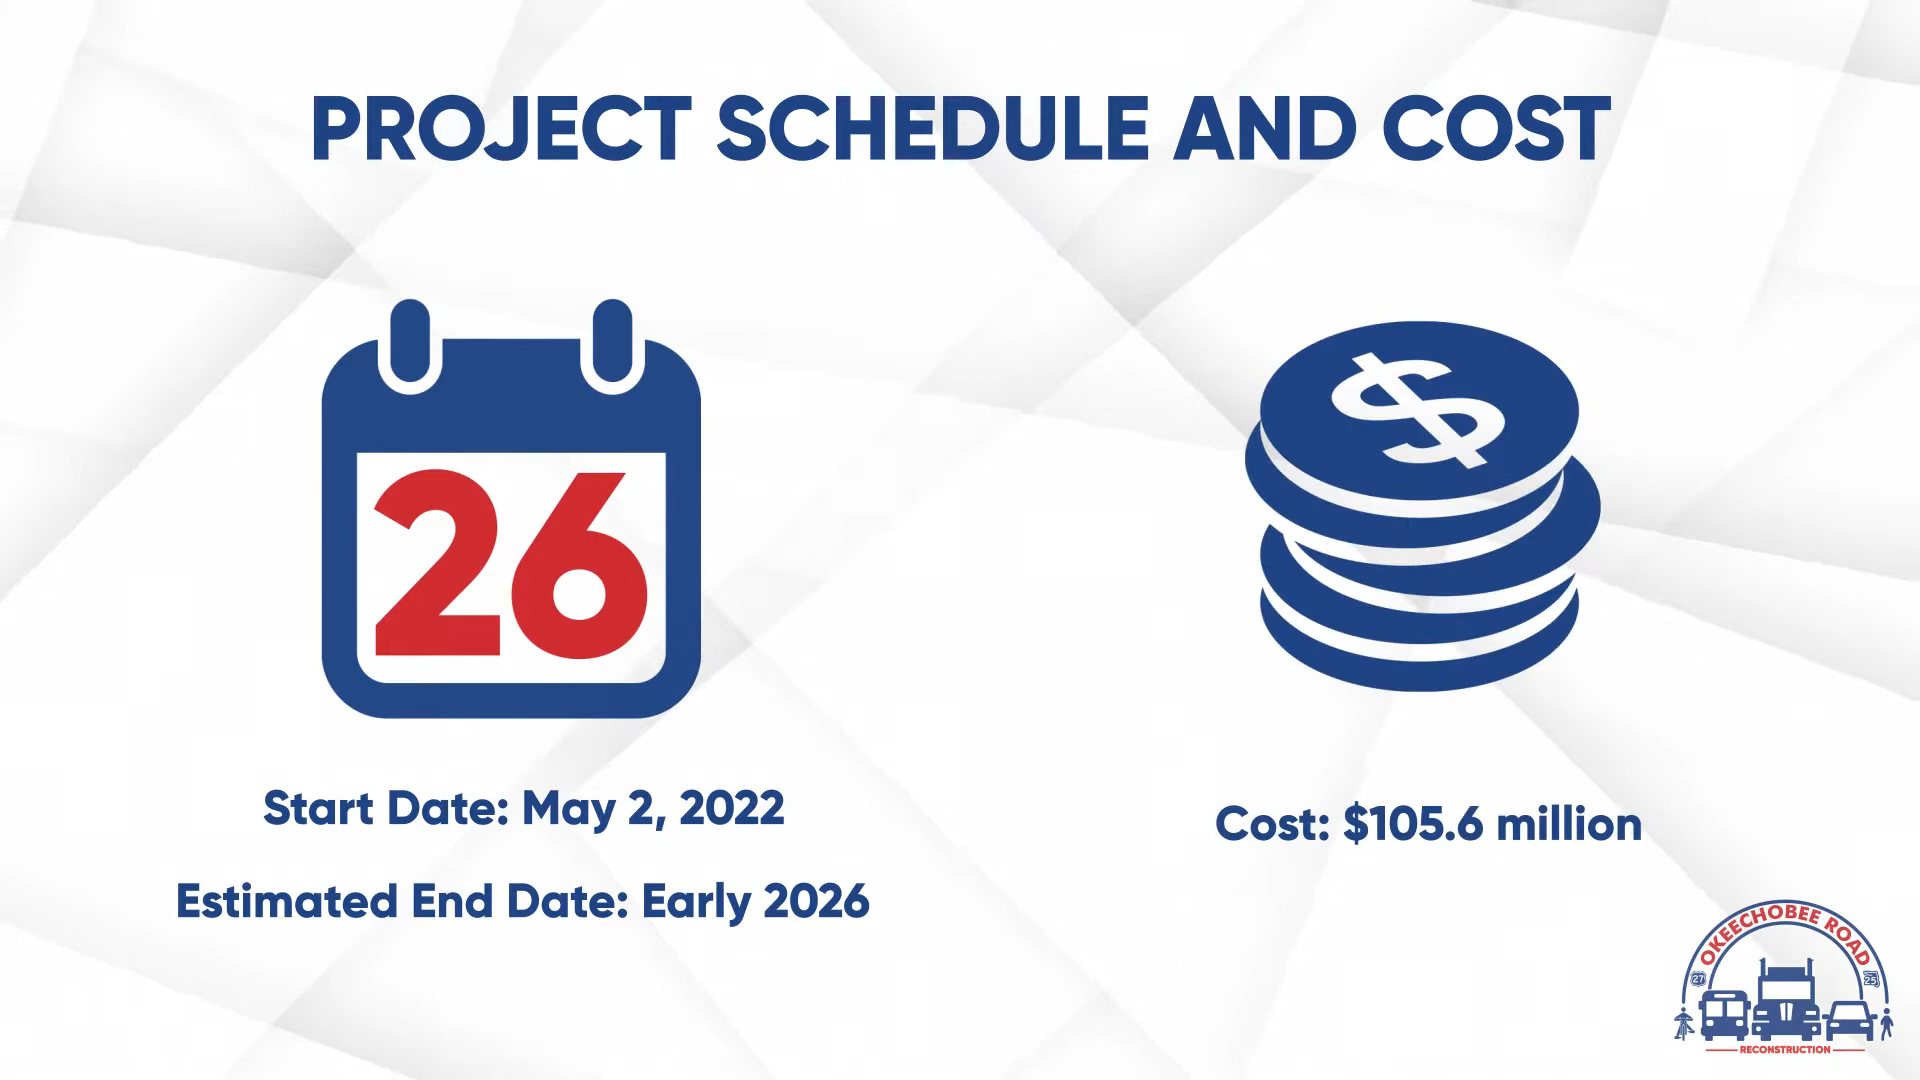 PROJECT SCHEDULE AND COST
26
$
Start Date: May 2, 2022
Estimated End Date: Early 2026
Cost: $105.6 million
OKEECHOBEE ROAD
27
25
RECONSTRUCTION